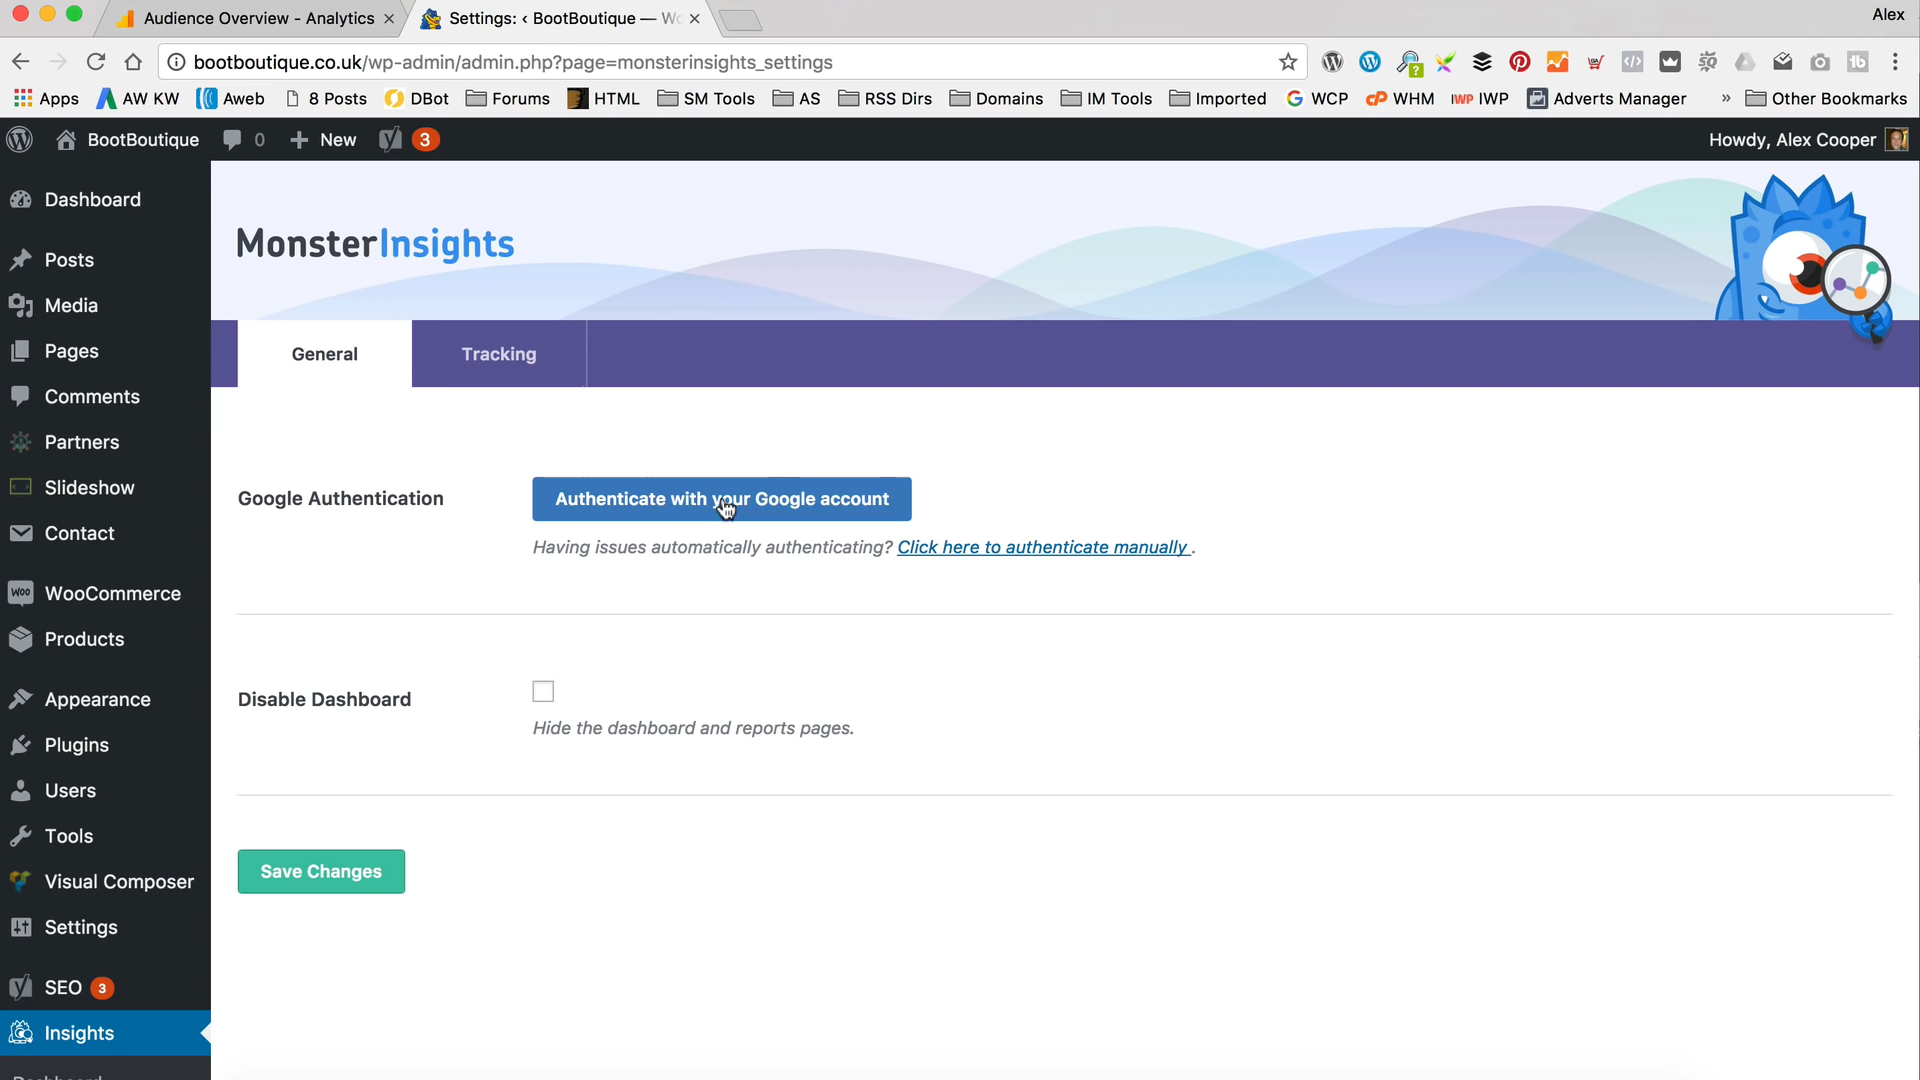 Audience Overview - Analytics
Settings: ‹ BootBoutique — Wo
Alex
bootboutique.co.uk/wp-admin/admin.php?page=monsterinsights_settings
Apps
AW KW
Aweb
8 Posts
DBot
Forums
HTML
SM Tools
AS
RSS Dirs
Domains
IM Tools
Imported
WCP
WHM
IWP
Adverts Manager
»
Other Bookmarks
BootBoutique
0
New
3
Howdy, Alex Cooper
Dashboard
Posts
Media
Pages
Comments
Partners
Slideshow
Contact
WooCommerce
Products
Appearance
Plugins
Users
Tools
Visual Composer
Settings
SEO 3
Insights
MonsterInsights
General
Tracking
Google Authentication
Authenticate with your Google account
Having issues automatically authenticating? Click here to authenticate manually .
Disable Dashboard
Hide the dashboard and reports pages.
Save Changes